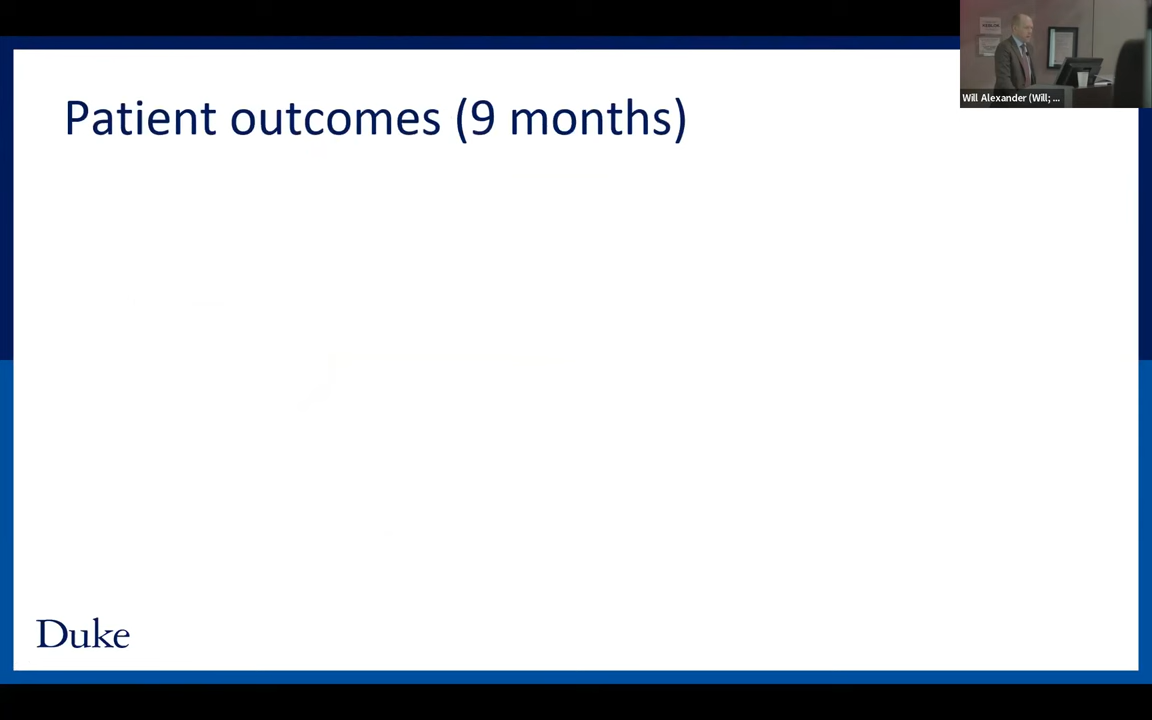 Patient outcomes (9 months)
Will Alexander (Will; ...
Duke